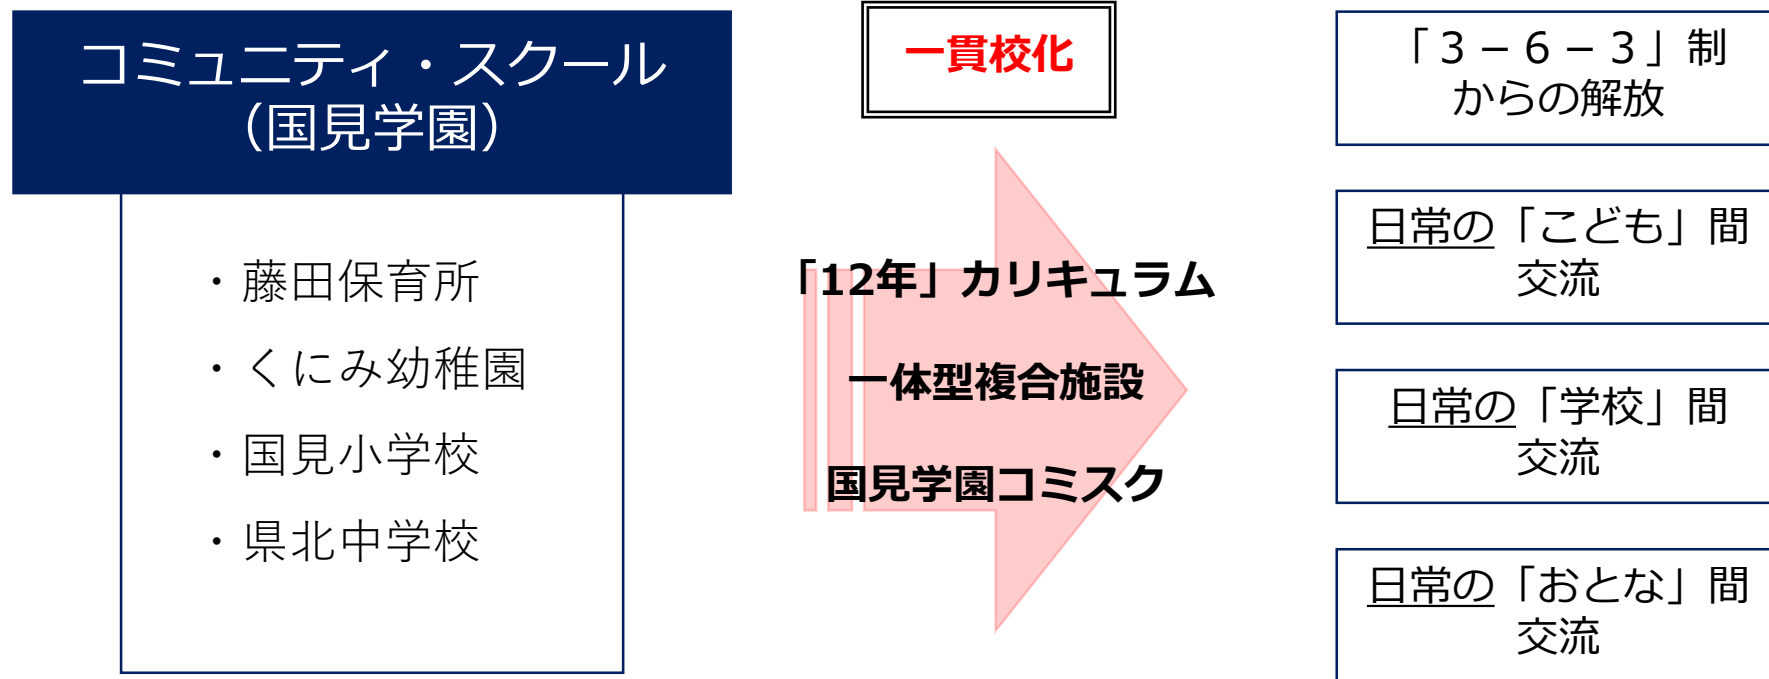 コミュニティ・スクール
（国見学園）
・藤田保育所
・くにみ幼稚園
・国見小学校
・県北中学校
一貫校化
「12年」カリキュラム
一体型複合施設
国見学園コミスク
「３－６－３」制
からの解放
日常の「こども」間
交流
日常の「学校」間
交流
日常の「おとな」間
交流